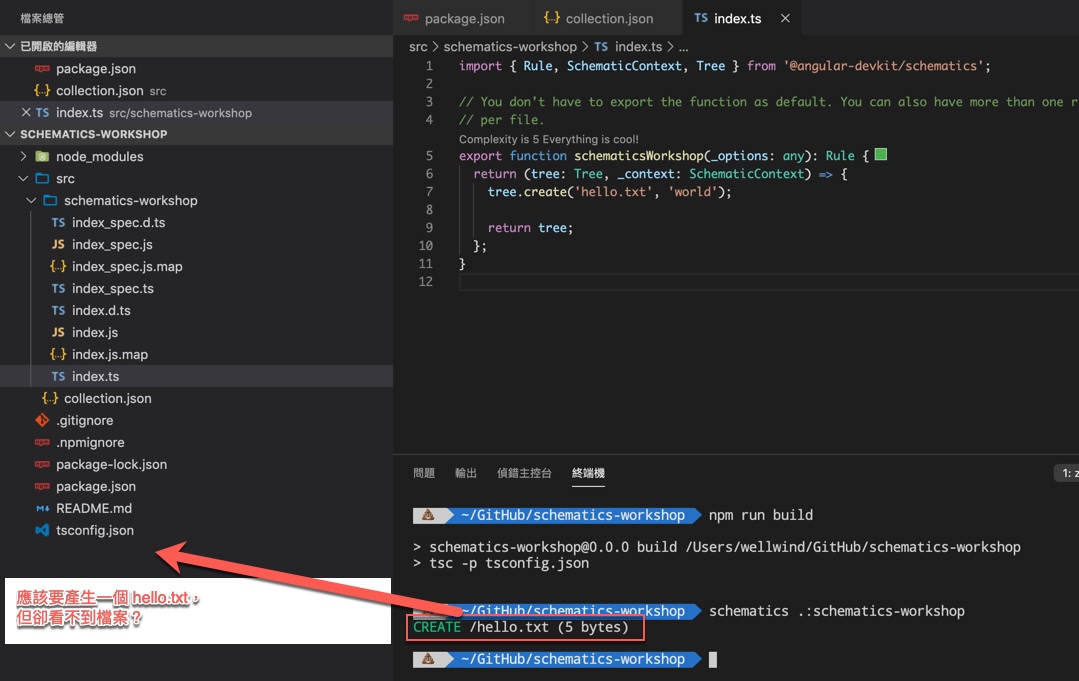 檔案總管
已開啟的編輯器
package.json
{..} collection.json src
TS index.ts src/schematics-workshop
SCHEMATICS-WORKSHOP
node_modules
src
schematics-workshop
TS index_spec.d.ts
JS index_spec.js
{..} index_spec.js.map
TS index_spec.ts
TS index.d.ts
JS index.js
{..} index.js.map
TS index.ts
{..} collection.json
.gitignore
.npmignore
package-lock.json
package.json
README.md
tsconfig.json
應該要產生一個 hello.txt，
但卻看不到檔案？
package.json {..} collection.json TS index.ts
src > schematics-workshop > TS index.ts > ...
1 import { Rule, SchematicContext, Tree } from '@angular-devkit/schematics';
2
3 // You don't have to export the function as default. You can also have more than one r
4 // per file.
Complexity is 5 Everything is cool!
5 export function schematicsWorkshop(_options: any): Rule {
6 return (tree: Tree, _context: SchematicContext) => {
7 tree.create('hello.txt', 'world');
8
9 return tree;
10 };
11 }
12
問題 輸出 偵錯主控台 終端機 1: z
~/GitHub/schematics-workshop npm run build
> schematics-workshop@0.0.0 build /Users/wellwind/GitHub/schematics-workshop
> tsc -p tsconfig.json
~/GitHub/schematics-workshop schematics .:schematics-workshop
CREATE /hello.txt (5 bytes)
~/GitHub/schematics-workshop